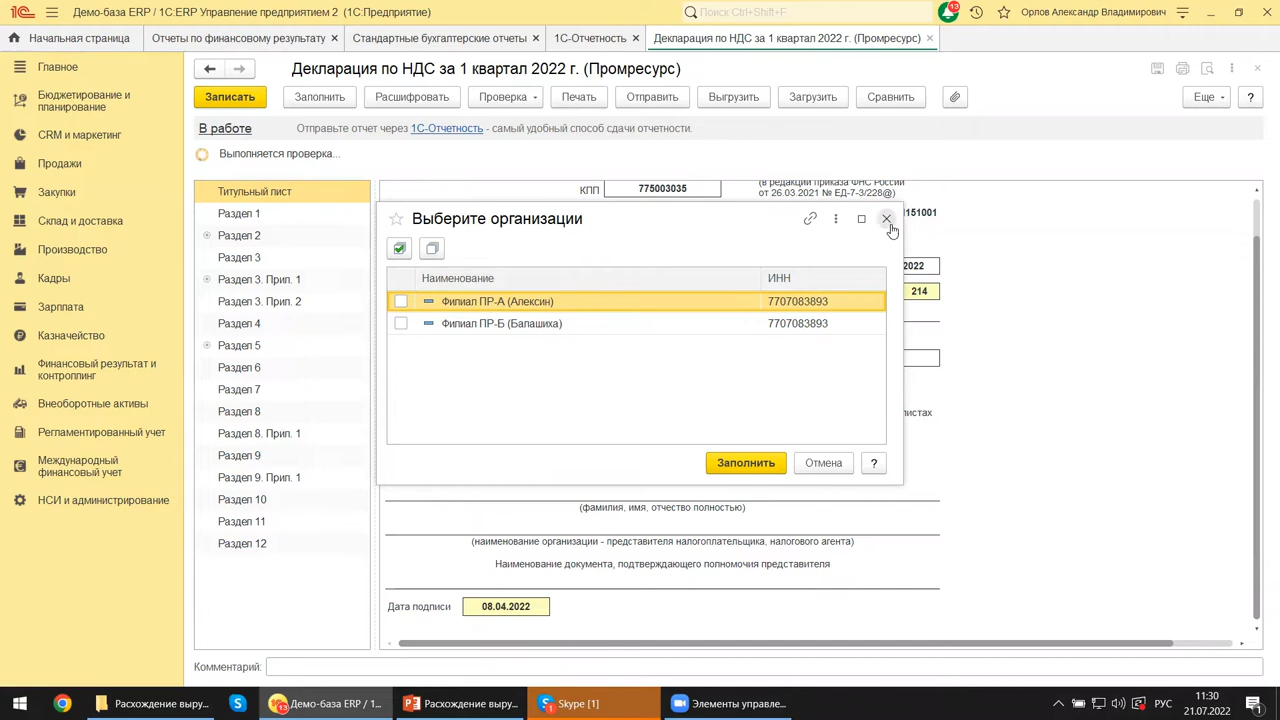 Демо-база ERP / 1С:ERP Управление предприятием 2 (1С:Предприятие)
Поиск Ctrl+Shift+F
13
Орлов Александр Владимирович
Начальная страница
Отчеты по финансовому результату ×
Стандартные бухгалтерские отчеты ×
1С-Отчетность ×
Декларация по НДС за 1 квартал 2022 г. (Промресурс) ×
Главное
Бюджетирование и
планирование
CRM и маркетинг
Продажи
Закупки
Склад и доставка
Производство
Кадры
Зарплата
Казначейство
Финансовый результат и
контроллинг
Внеоборотные активы
Регламентированный учет
Международный
финансовый учет
НСИ и администрирование
Декларация по НДС за 1 квартал 2022 г. (Промресурс)
Записать
Заполнить
Расшифровать
Проверка
Печать
Отправить
Выгрузить
Загрузить
Сравнить
Еще
?
В работе
Отправьте отчет через 1С-Отчетность - самый удобный способ сдачи отчетности.
Выполняется проверка...
Титульный лист
Раздел 1
Раздел 2
Раздел 3
Раздел 3. Прил. 1
Раздел 3. Прил. 2
Раздел 4
Раздел 5
Раздел 6
Раздел 7
Раздел 8
Раздел 8. Прил. 1
Раздел 9
Раздел 9. Прил. 1
Раздел 10
Раздел 11
Раздел 12
КПП 775003035
(в редакции приказа ФНС России
от 26.03.2021 № ЕД-7-3/228@)
151001
2022
214
листах
Выберите организации
Наименование ИНН
Филиал ПР-А (Алексин) 7707083893
Филиал ПР-Б (Балашиха) 7707083893
Заполнить
Отмена
?
(фамилия, имя, отчество полностью)
(наименование организации - представителя налогоплательщика, налогового агента)
Наименование документа, подтверждающего полномочия представителя
Дата подписи 08.04.2022
Комментарий:
Расхождение выру...
13
Демо-база ERP / 1...
Расхождение выру...
Skype [1]
Элементы управле...
РУС
11:30
21.07.2022